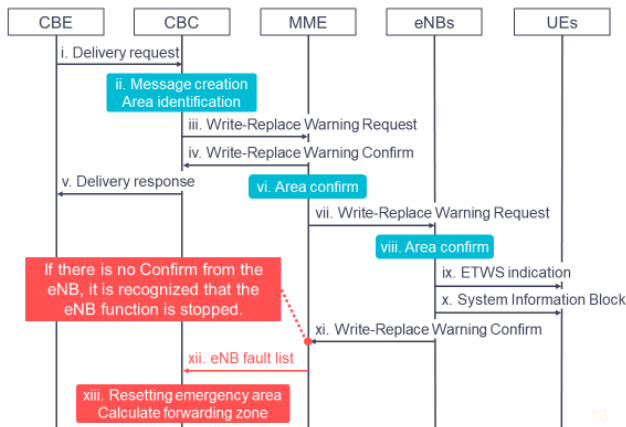 CBE CBC MME eNBs UEs
i. Delivery request
ii. Message creation
Area identification
iii. Write-Replace Warning Request
iv. Write-Replace Warning Confirm
v. Delivery response
vi. Area confirm
vii. Write-Replace Warning Request
viii. Area confirm
If there is no Confirm from the
eNB, it is recognized that the
eNB function is stopped.
ix. ETWS indication
x. System Information Block
xi. Write-Replace Warning Confirm
xii. eNB fault list
xiii. Resetting emergency area
Calculate forwarding zone
13